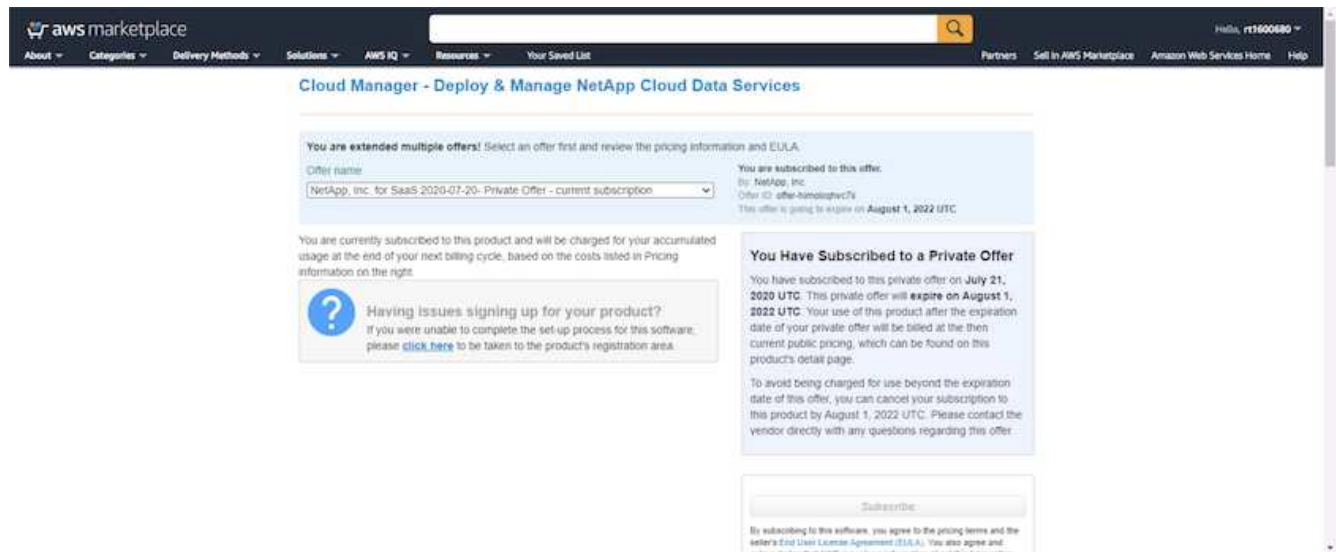 aws marketplace
Hello, rt1600680
About
Categories
Delivery Methods
Solutions
AWS IQ
Resources
Your Saved List
Partners
Sell in AWS Marketplace
Amazon Web Services Home
Help
Cloud Manager - Deploy & Manage NetApp Cloud Data Services
You are extended multiple offers! Select an offer first and review the pricing information and EULA.
Offer name
NetApp, Inc. for SaaS 2020-07-20- Private Offer - current subscription
You are subscribed to this offer.
By: NetApp, Inc.
Offer ID:
This offer is going to expire on August 1, 2022 UTC
You are currently subscribed to this product and will be charged for your accumulated
usage at the end of your next billing cycle, based on the costs listed in Pricing
information on the right.
Having issues signing up for your product?
If you were unable to complete the set-up process for this software,
please click here to be taken to the product's registration area.
You Have Subscribed to a Private Offer
You have subscribed to this private offer on July 21,
2020 UTC. This private offer will expire on August 1,
2022 UTC. Your use of this product after the expiration
date of your private offer will be billed at the then
current public pricing, which can be found on this
product's detail page.
To avoid being charged for use beyond the expiration
date of this offer, you can cancel your subscription to
this product by August 1, 2022 UTC. Please contact the
vendor directly with any questions regarding this offer.
Subscribe
By subscribing to this software, you agree to the pricing terms and the
seller's End User License Agreement (EULA). You also agree and